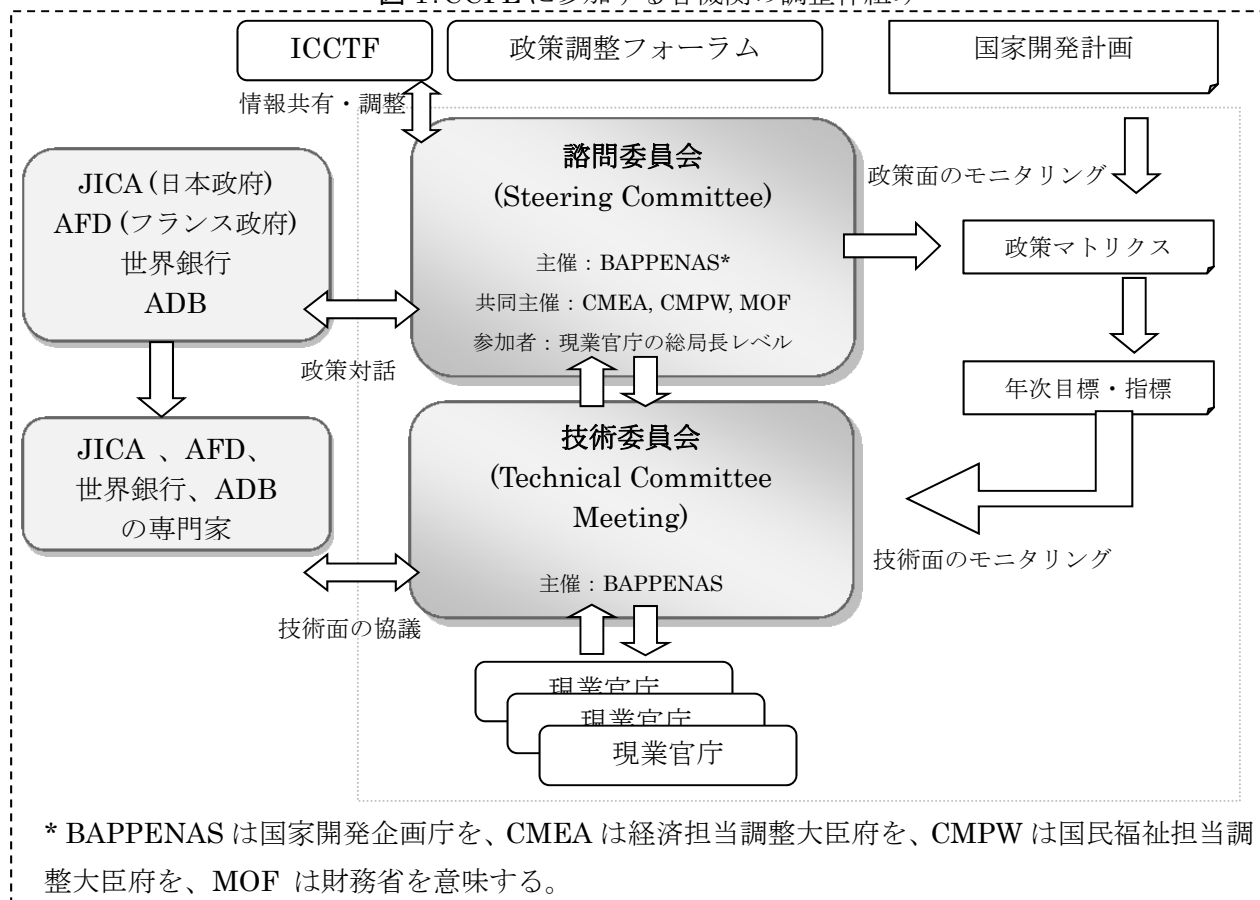 ICCTF
政策調整フォーラム
国家開発計画
情報共有・調整
諮問委員会
(Steering Committee)
主催：BAPPENAS*
共同主催：CMEA, CMPW, MOF
参加者：現業官庁の総局長レベル
政策面のモニタリング
JICA (日本政府)
AFD (フランス政府)
世界銀行
ADB
政策マトリクス
政策対話
年次目標・指標
技術委員会
(Technical Committee
Meeting)
主催：BAPPENAS
JICA 、AFD、
世界銀行、ADB
の専門家
技術面のモニタリング
技術面の協議
現業官庁
現業官庁
現業官庁
* BAPPENAS は国家開発企画庁を、CMEA は経済担当調整大臣府を、CMPW は国民福祉担当調
整大臣府を、MOF は財務省を意味する。